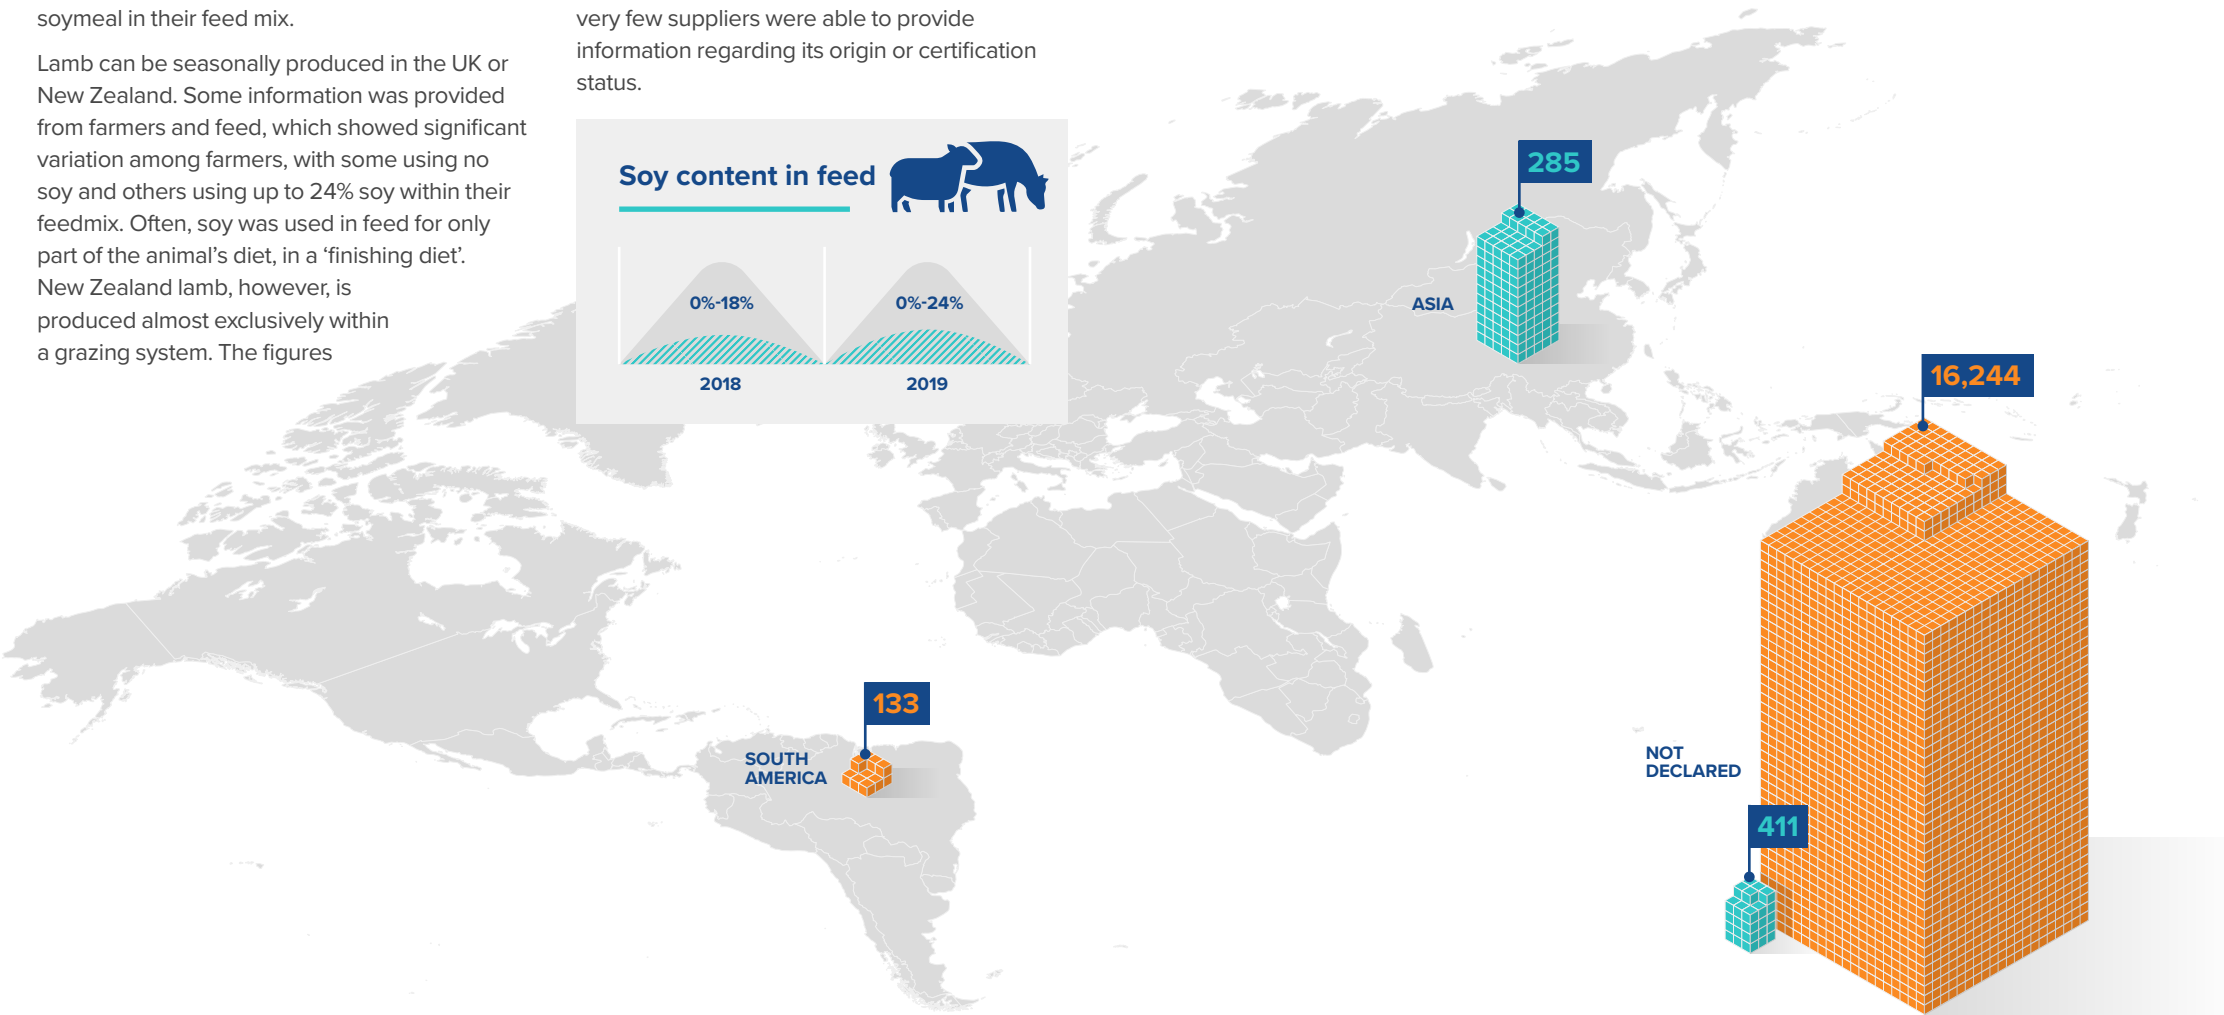 soymeal in their feed mix.
Lamb can be seasonally produced in the UK or
New Zealand. Some information was provided
from farmers and feed, which showed significant
variation among farmers, with some using no
soy and others using up to 24% soy within their
feedmix. Often, soy was used in feed for only
part of the animal’s diet, in a ‘finishing diet’.
New Zealand lamb, however, is
produced almost exclusively within
a grazing system. The figures
very few suppliers were able to provide
information regarding its origin or certification
status.
Soy content in feed
0%-18%
0%-24%
2018
2019
285
ASIA
16,244
133
SOUTH
AMERICA
NOT
DECLARED
411